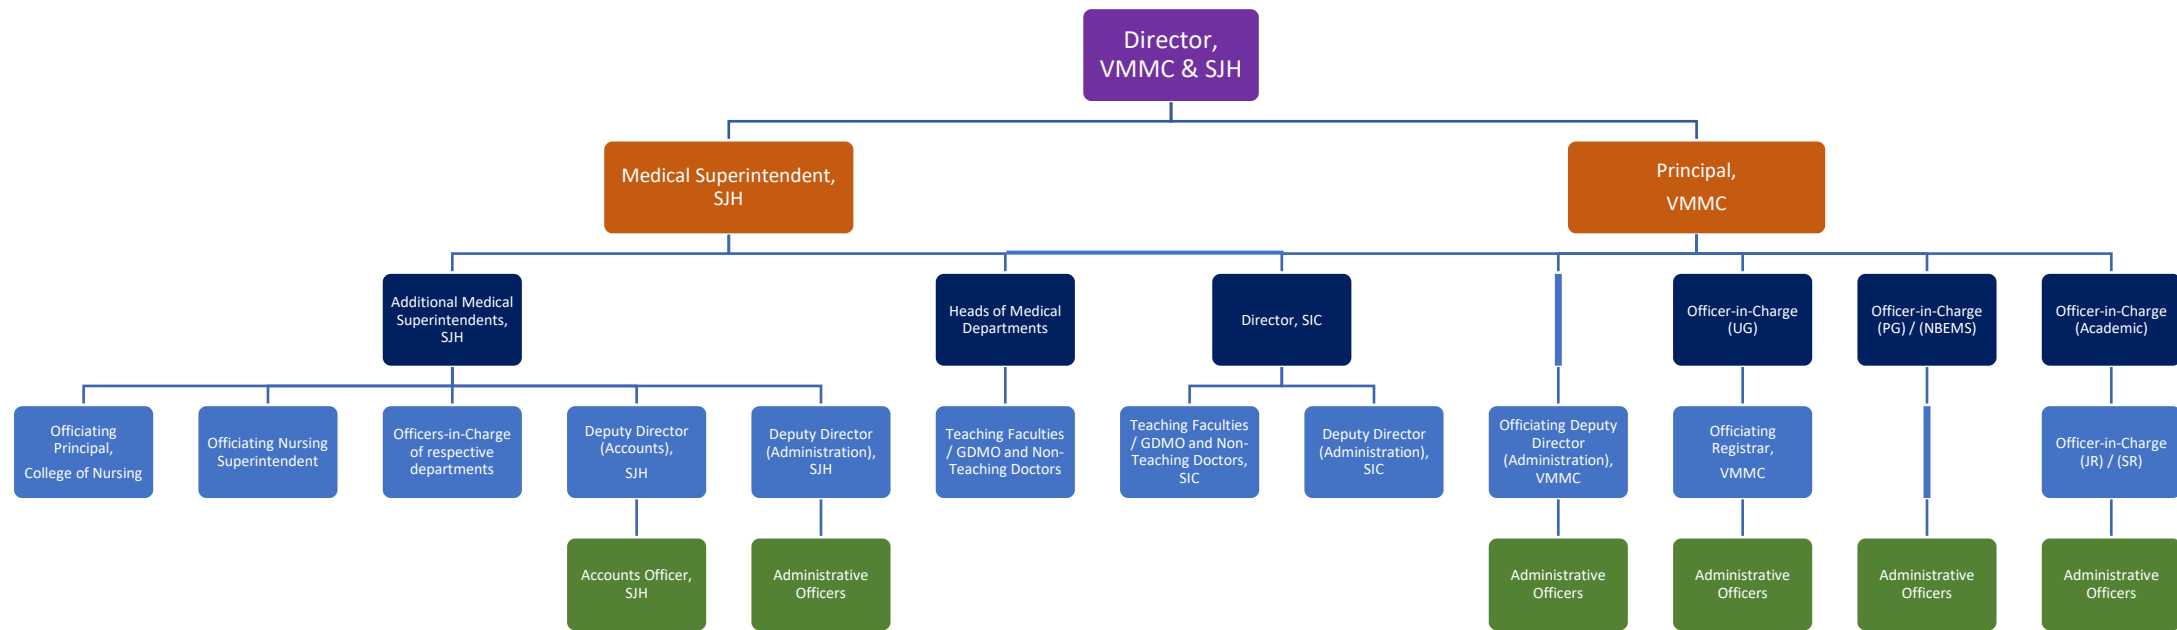 Director,
VMMC & SJH
Medical Superintendent,
SJH
Principal,
VMMC
Additional Medical
Superintendents,
SJH
Heads of Medical
Departments
Director, SIC
Officer-in-Charge
(UG)
Officer-in-Charge
(PG) / (NBEMS)
Officer-in-Charge
(Academic)
Officiating
Principal,
College of Nursing
Officiating Nursing
Superintendent
Officers-in-Charge
of respective
departments
Deputy Director
(Accounts),
SJH
Deputy Director
(Administration),
SJH
Teaching Faculties
/ GDMO and Non-
Teaching Doctors
Teaching Faculties
/ GDMO and Non-
Teaching Doctors,
SIC
Deputy Director
(Administration),
SIC
Officiating Deputy
Director
(Administration),
VMMC
Officiating
Registrar,
VMMC
Officer-in-Charge
(JR) / (SR)
Accounts Officer,
SJH
Administrative
Officers
Administrative
Officers
Administrative
Officers
Administrative
Officers
Administrative
Officers